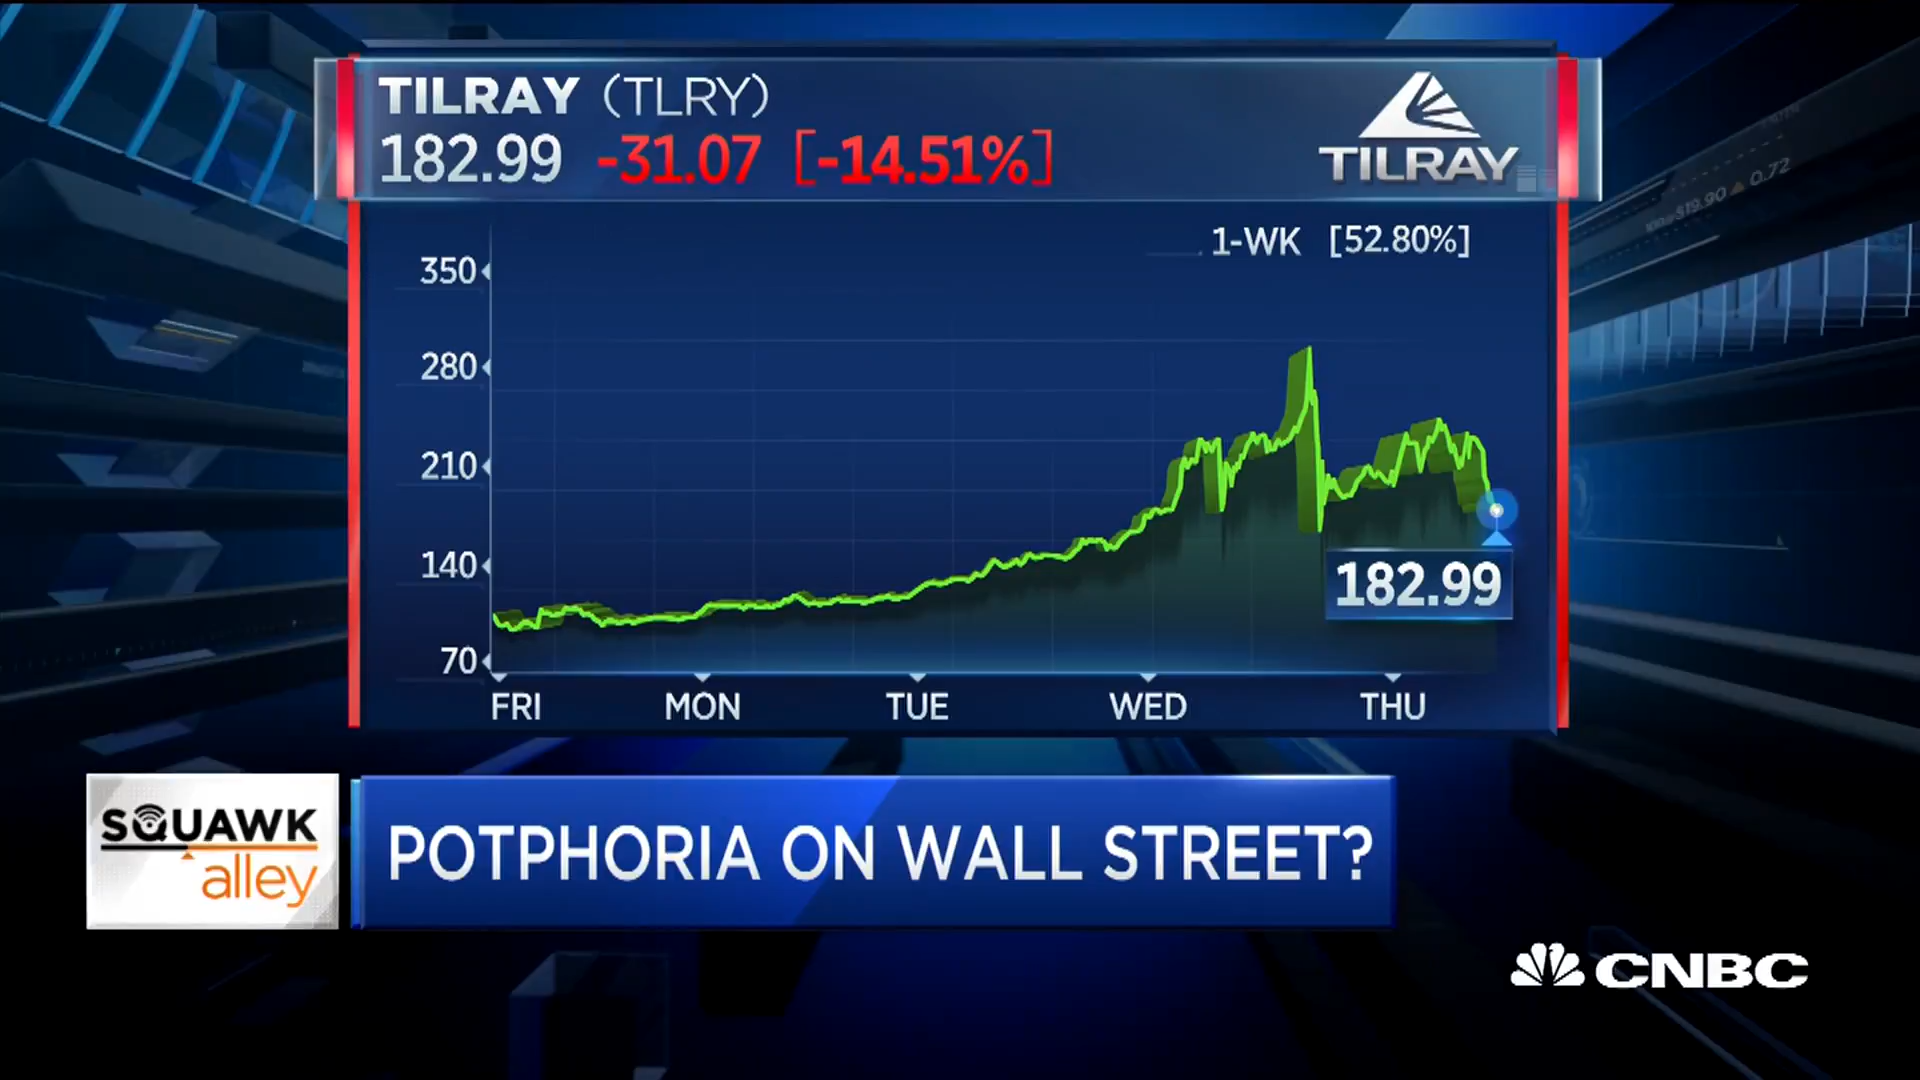 TILRAY (TLRY)
182.99 -31.07 [-14.51%]
TILRAY
1-WK [52.80%]
350
280
210
140
70
182.99
FRI MON TUE WED THU
SQUAWK
alley
POTPHORIA ON WALL STREET?
CNBC